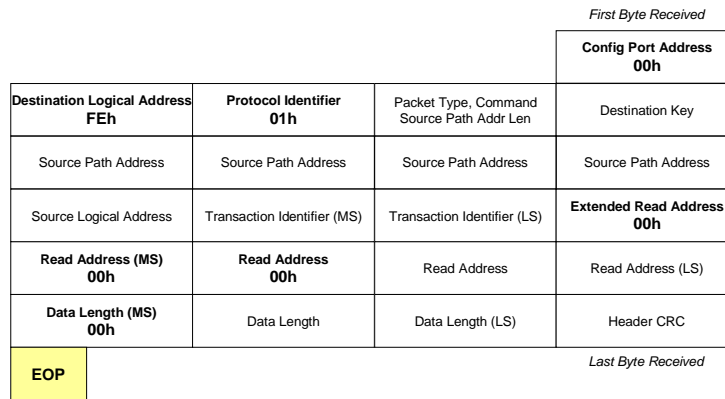 First Byte Received
Config Port Address
00h
Destination Logical Address
FEh
Protocol Identifier
01h
Packet Type, Command
Source Path Addr Len
Destination Key
Source Path Address
Source Path Address
Source Path Address
Source Path Address
Source Logical Address
Transaction Identifier (MS)
Transaction Identifier (LS)
Extended Read Address
00h
Read Address (MS)
00h
Read Address
00h
Read Address
Read Address (LS)
Data Length (MS)
00h
Data Length
Data Length (LS)
Header CRC
EOP
Last Byte Received